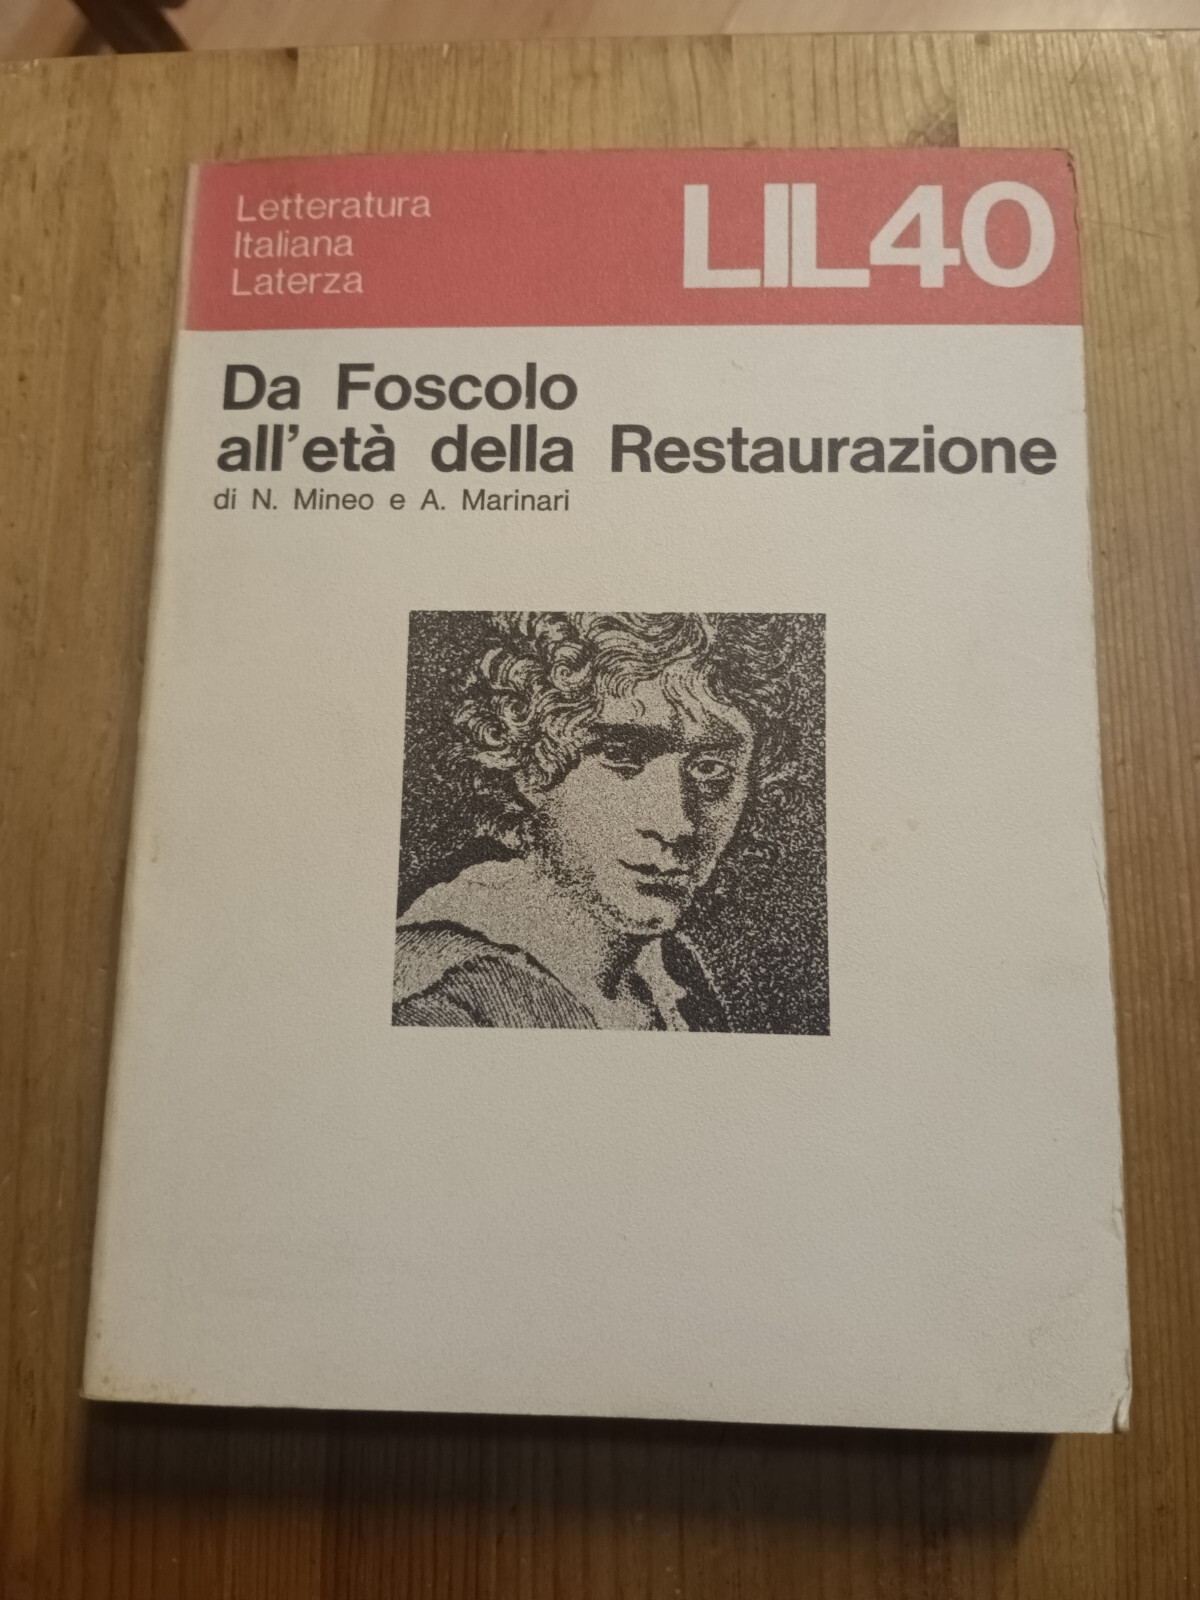 Letteratura
Italiana
Laterza
LIL40
Da Foscolo
all'età della Restaurazione
di N. Mineo e A. Marinari